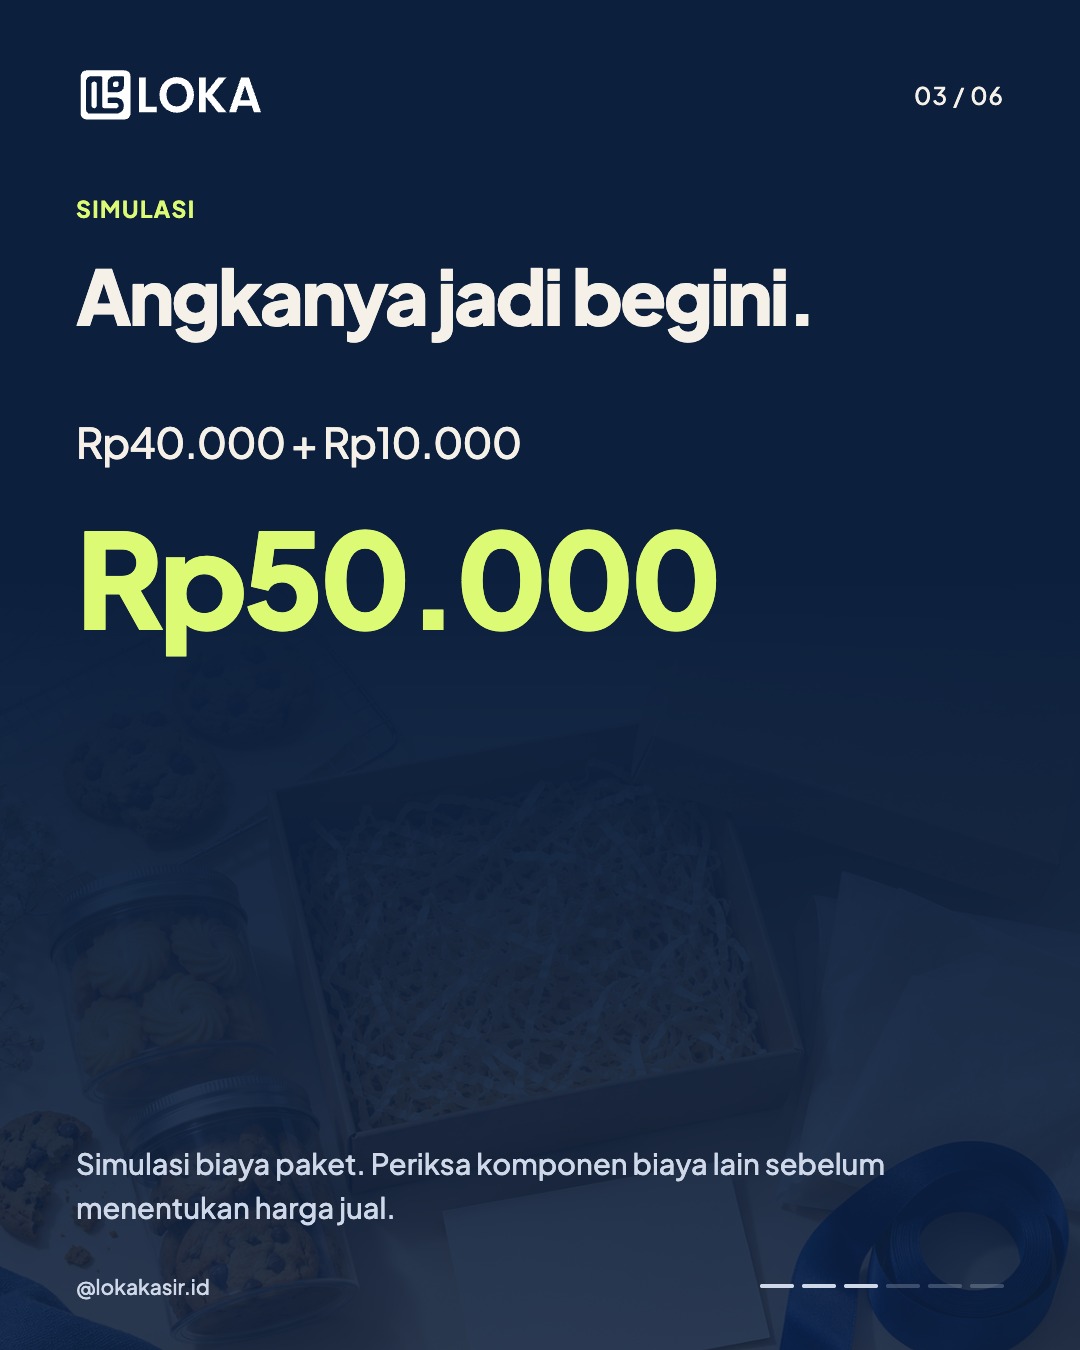 LOKA
03 / 06
SIMULASI
Angkanya jadi begini.
Rp40.000 + Rp10.000
Rp50.000
Simulasi biaya paket. Periksa komponen biaya lain sebelum
menentukan harga jual.
@lokakasir.id